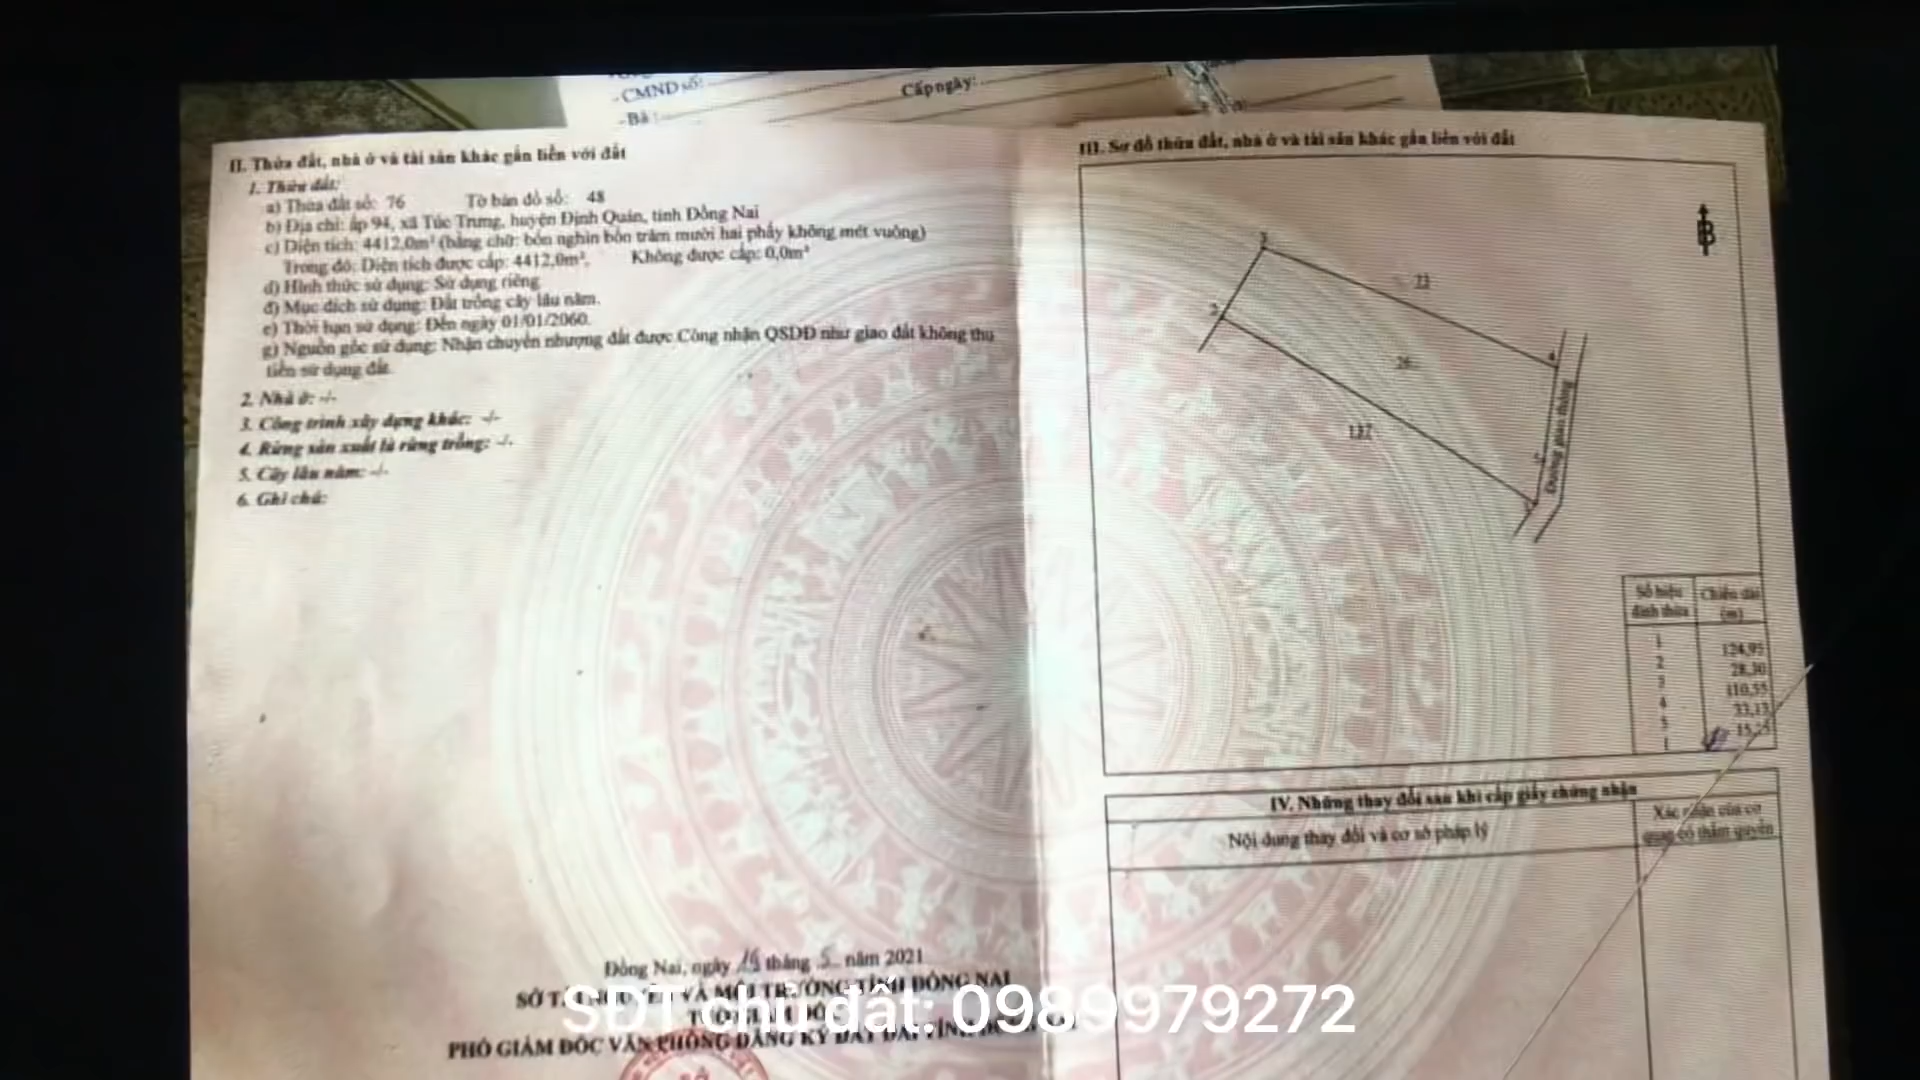 - CMND số:
Cấp ngày:
- Bà :
II. Thửa đất, nhà ở và tài sản khác gắn liền với đất
1. Thửa đất:
a) Thửa đất số: 76 Tờ bản đồ số: 48
b) Địa chỉ: ấp 94, xã Túc Trưng, huyện Định Quán, tỉnh Đồng Nai
c) Diện tích: 4412,0m² (bằng chữ: bốn nghìn bốn trăm mười hai phẩy không mét vuông)
Trong đó: Diện tích được cấp: 4412,0m². Không được cấp: 0,0m²
d) Hình thức sử dụng: Sử dụng riêng
đ) Mục đích sử dụng: Đất trồng cây lâu năm.
e) Thời hạn sử dụng: Đến ngày 01/01/2060.
g) Nguồn gốc sử dụng: Nhận chuyển nhượng đất được Công nhận QSDĐ như giao đất không thu
tiền sử dụng đất.
2. Nhà ở: -/-
3. Công trình xây dựng khác: -/-
4. Rừng sản xuất là rừng trồng: -/-
5. Cây lâu năm: -/-
6. Ghi chú:
Đồng Nai, ngày tháng 5 năm 2021
SỞ TÀI NGUYÊN VÀ MÔI TRƯỜNG TỈNH ĐỒNG NAI
PHÓ GIÁM ĐỐC VĂN PHÒNG ĐĂNG KÝ ĐẤT ĐAI TỈNH
SĐT chủ đất: 0989979272
III. Sơ đồ thửa đất, nhà ở và tài sản khác gắn liền với đất
B
3
2
4
137
Đường giao thông
Số hiệu đỉnh thửa Chiều dài (m)
1
124,95
2
28,30
3
110,55
4
33,13
5
1
IV. Những thay đổi sau khi cấp giấy chứng nhận
Nội dung thay đổi và cơ sở pháp lý
Xác nhận của cơ
quan có thẩm quyền